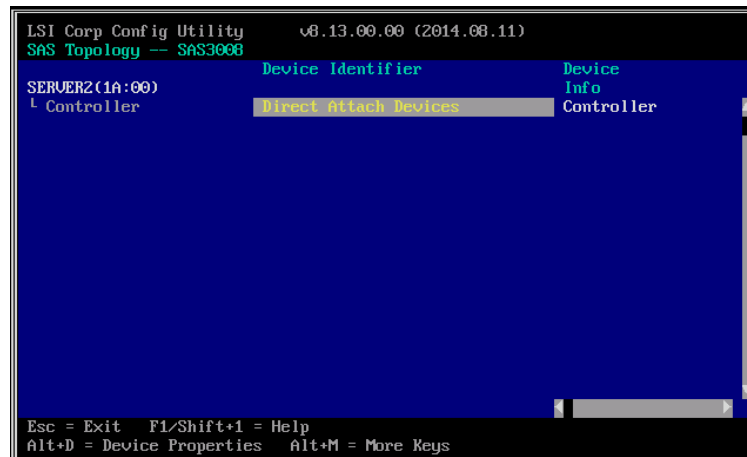 LSI Corp Config Utility v8.13.00.00 (2014.08.11)
SAS Topology -- SAS3008
Device Identifier Device
SERVER2(1A:00) Info
└ Controller Direct Attach Devices Controller
Esc = Exit F1/Shift+1 = Help
Alt+D = Device Properties Alt+M = More Keys